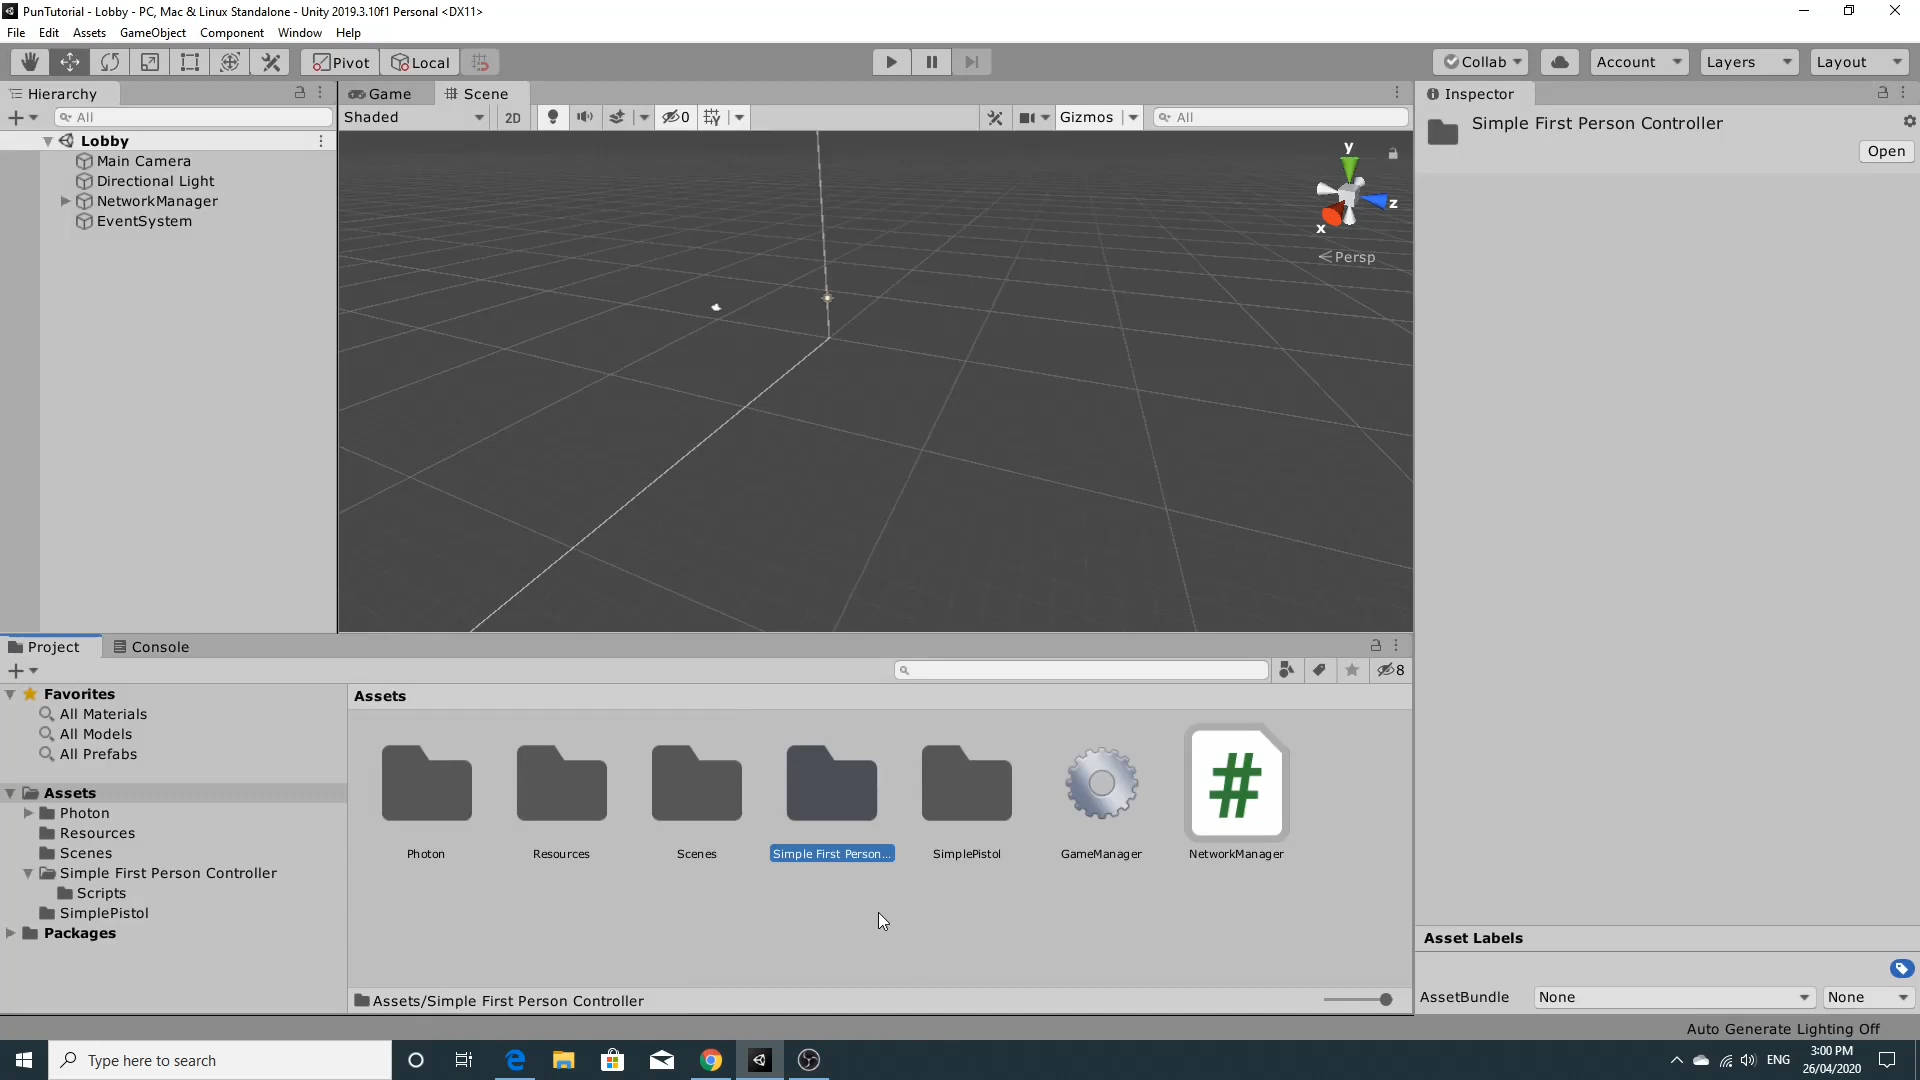 PunTutorial - Lobby - PC, Mac & Linux Standalone - Unity 2019.3.10f1 Personal <DX11>
File Edit Assets GameObject Component Window Help
Pivot Local Collab Account Layers Layout
Hierarchy
All
Lobby
Main Camera
Directional Light
NetworkManager
EventSystem
Game Scene
Shaded 2D 0 Gizmos All
y
z
x
Persp
Inspector
Simple First Person Controller
Open
Project Console
8
Favorites
All Materials
All Models
All Prefabs
Assets
Photon
Resources
Scenes
Simple First Person Controller
Scripts
SimplePistol
Packages
Assets
Photon Resources Scenes Simple First Person... SimplePistol GameManager NetworkManager
Assets/Simple First Person Controller
Asset Labels
AssetBundle None None
Auto Generate Lighting Off
Type here to search
ENG
3:00 PM
26/04/2020